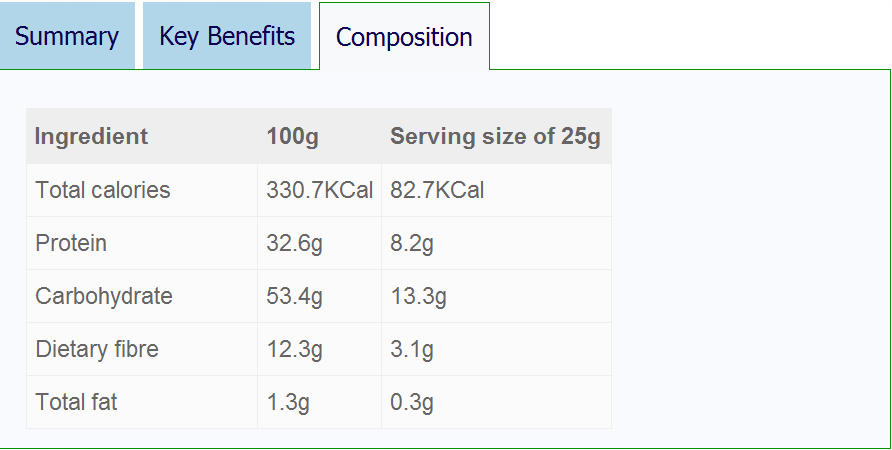 Summary Key Benefits Composition
Ingredient 100g Serving size of 25g
Total calories 330.7KCal 82.7KCal
Protein 32.6g 8.2g
Carbohydrate 53.4g 13.3g
Dietary fibre 12.3g 3.1g
Total fat 1.3g 0.3g